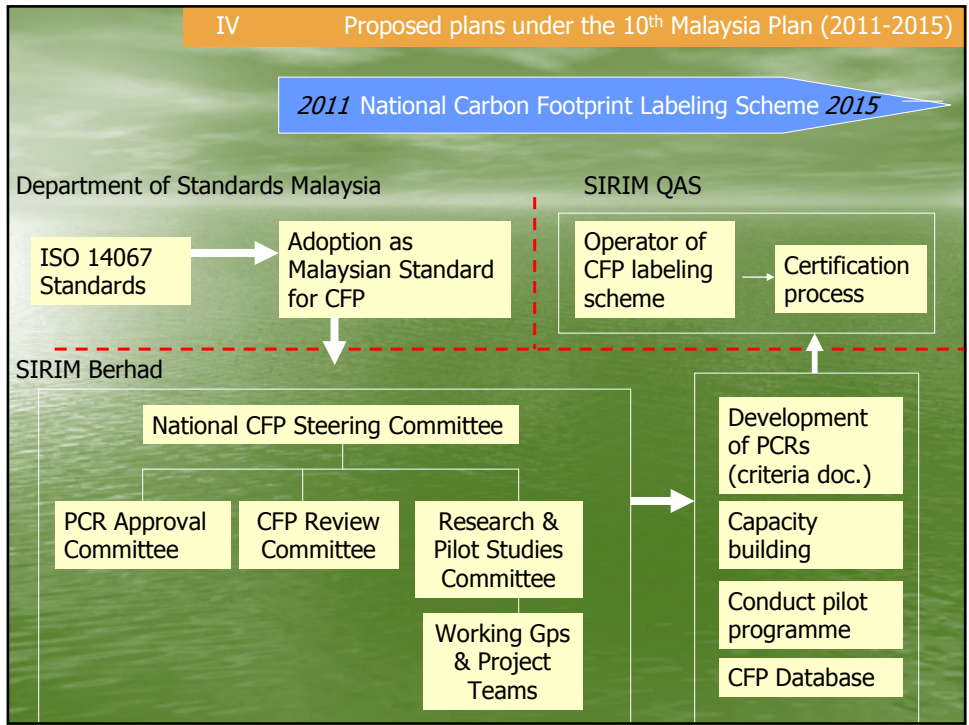 IV Proposed plans under the 10th Malaysia Plan (2011-2015)
2011 National Carbon Footprint Labeling Scheme 2015
Department of Standards Malaysia
ISO 14067
Standards
Adoption as
Malaysian Standard
for CFP
SIRIM QAS
Operator of
CFP labeling
scheme
Certification
process
SIRIM Berhad
National CFP Steering Committee
PCR Approval
Committee
CFP Review
Committee
Research &
Pilot Studies
Committee
Working Gps
& Project
Teams
Development
of PCRs
(criteria doc.)
Capacity
building
Conduct pilot
programme
CFP Database